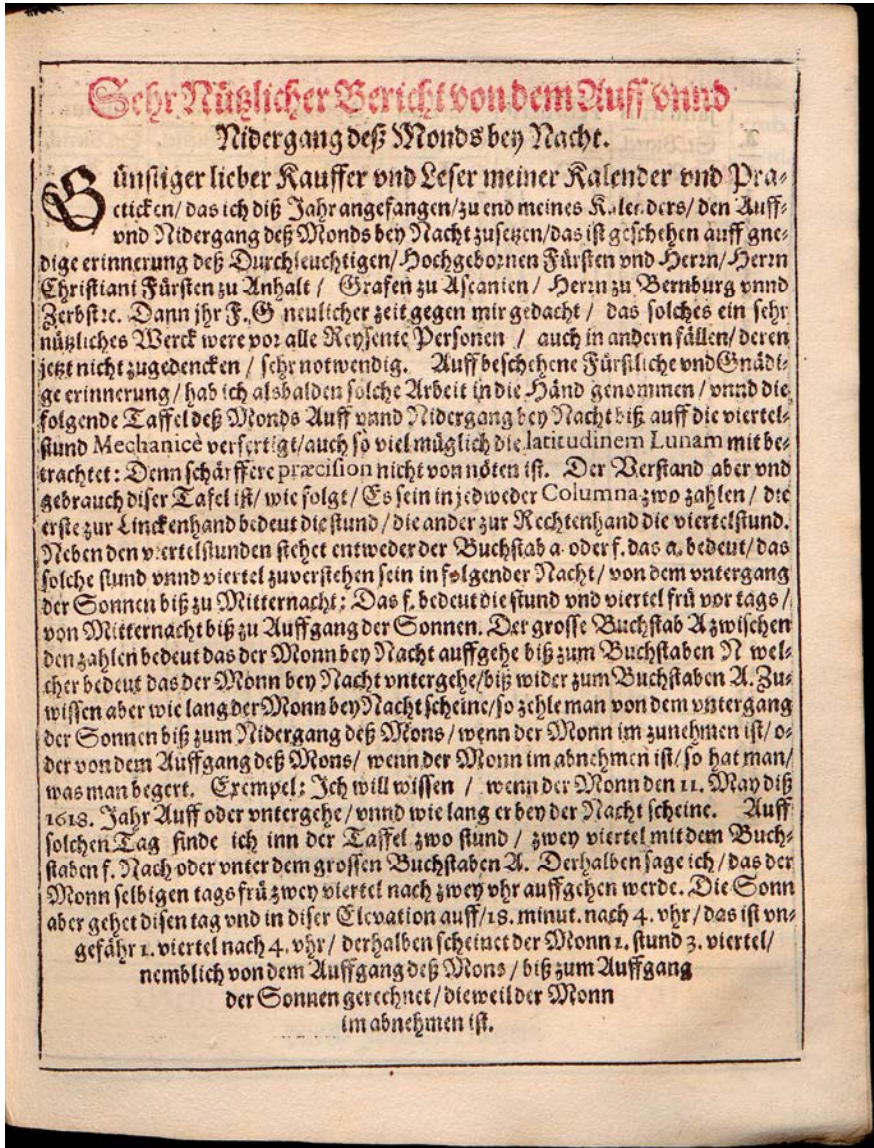 Sehr Nützlicher Bericht von dem Auff vnnd
Nidergang deß Monds bey Nacht.
Günstiger lieber Kauffer vnd Leser meiner Kalender vnd Pra-
cticken/ das ich diß Jahr angefangen/ zu end meines Kalenders/ den Auff-
vnd Nidergang deß Monds bey Nacht zusetzen/ das ist geschehen auff gne-
dige erinnerung deß Durchleuchtigen/ Hochgebornen Fürsten vnd Herrn/ Herrn
Christiani Fürsten zu Anhalt / Grafen zu Ascanien / Herrn zu Bernburg vnnd
Zerbst ꝛc. Dann jhr F. G neulicher zeit gegen mir gedacht / das solches ein sehr
nützliches Werck were vor alle Reysente Personen / auch in andern fällen/ deren
jetzt nicht zugedencken / sehr notwendig. Auff beschehene Fürstliche vnd Gnädi-
ge erinnerung / hab ich alsbalden solche Arbeit in die Händ genommen / vnnd die
folgende Taffel deß Monds Auff vnnd Nidergang bey Nacht biß auff die viertel-
stund Mechanicè verfertigt/ auch so viel müglich die latitudinem Lunam mit be-
trachtet: Denn schärffere præcision nicht von nöten ist. Der Verstand aber vnd
gebrauch diser Tafel ist/ wie folgt / Es sein in jedweder Columna zwo zahlen / die
erste zur Linckenhand bedeut die stund / die ander zur Rechtenhand die viertelstund.
Neben den viertelstunden stehet entweder der Buchstab a. oder f. das a. bedeut/ das
solche stund vnnd viertel zuverstehen sein in folgender Nacht/ von dem vntergang
der Sonnen biß zu Mitternacht: Das f. bedeut die stund vnd viertel frü vor tags /
von Mitternacht biß zu Auffgang der Sonnen. Der grosse Buchstab A zwischen
den zahlen bedeut das der Monn bey Nacht auffgehe biß zum Buchstaben N wel-
cher bedeut das der Monn bey Nacht vntergehe/ biß wider zum Buchstaben A. Zu-
wissen aber wie lang der Monn bey Nacht scheine/ so zehle man von dem vntergang
der Sonnen biß zum Nidergang deß Mons / wenn der Monn im zunehmen ist/ o-
der von dem Auffgang deß Mons/ wenn der Monn im abnehmen ist/ so hat man/
was man begert. Exempel: Ich will wissen / wenn der Monn den 11. May diß
1618. Jahr Auff oder vntergehe / vnnd wie lang er bey der Nacht scheine. Auff
solchen Tag finde ich inn der Taffel zwo stund / zwey viertel mit dem Buch-
staben f. Nach oder vnter dem grossen Buchstaben A. Derhalben sage ich / das der
Monn selbigen tags frü zwey viertel nach zwey vhr auffgehen werde. Die Sonn
aber gehet disen tag vnd in diser Elevation auff/ 18. minut. nach 4. vhr / das ist vn-
gefähr 1. viertel nach 4. vhr / derhalben scheinet der Monn 1. stund 3. viertel/
nemblich von dem Auffgang deß Mons / biß zum Auffgang
der Sonnen gerechnet / dieweil der Monn
im abnehmen ist.